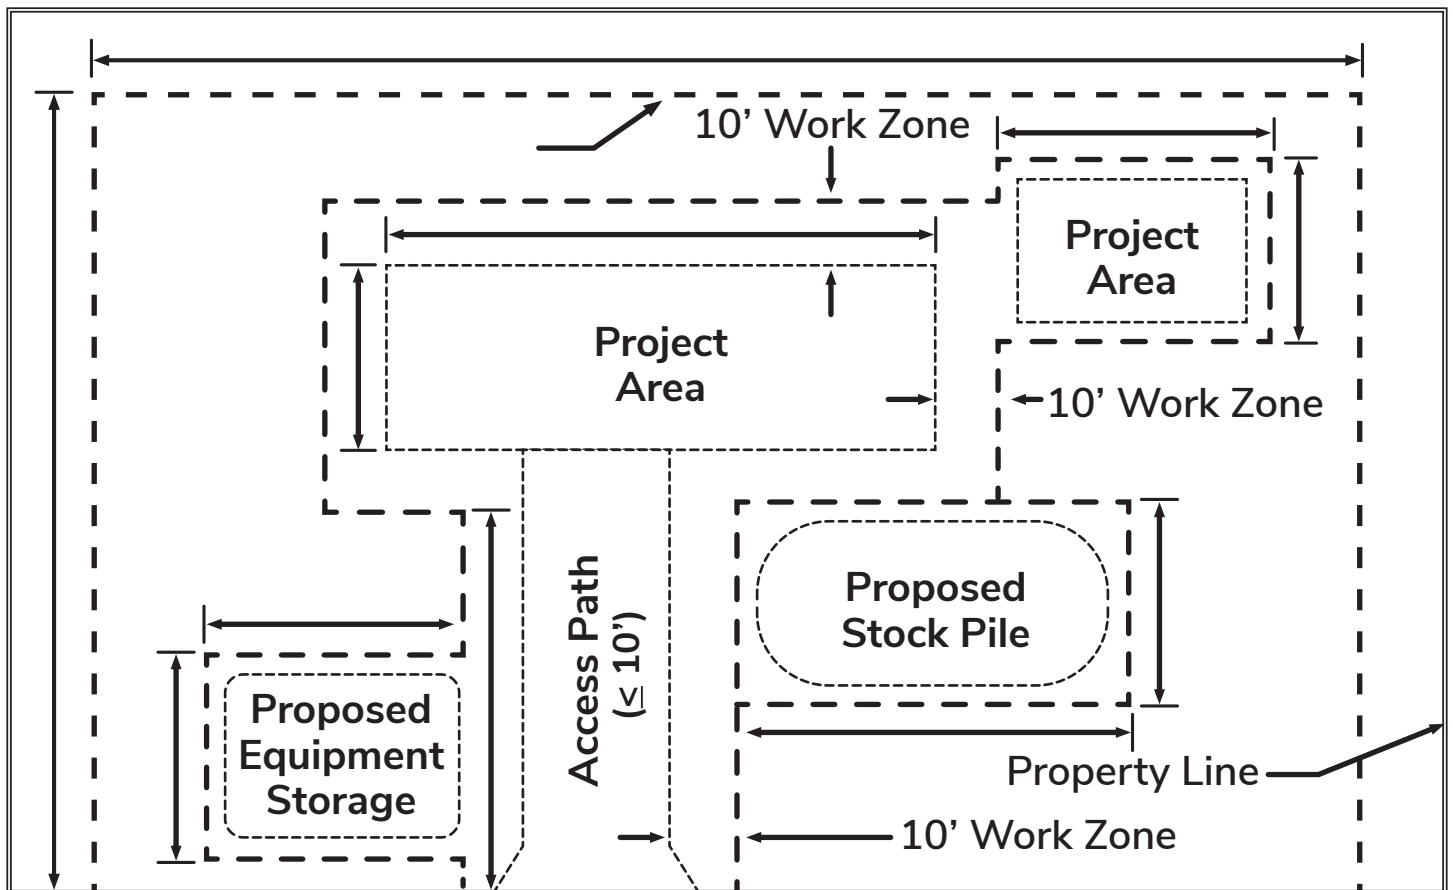 10’ Work Zone
Project
Area
Project
Area
10’ Work Zone
Access Path
(≤ 10’)
Proposed
Stock Pile
Proposed
Equipment
Storage
Property Line
10’ Work Zone